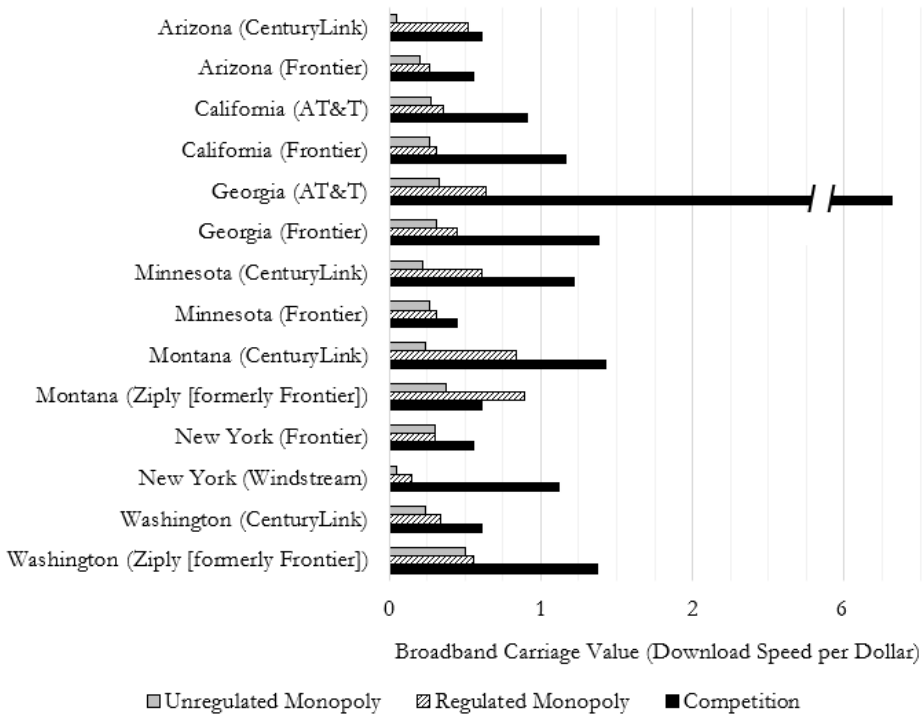 Arizona (CenturyLink)
Arizona (Frontier)
California (AT&T)
California (Frontier)
Georgia (AT&T)
Georgia (Frontier)
Minnesota (CenturyLink)
Minnesota (Frontier)
Montana (CenturyLink)
Montana (Ziply [formerly Frontier])
New York (Frontier)
New York (Windstream)
Washington (CenturyLink)
Washington (Ziply [formerly Frontier])
0 1 2 6
Broadband Carriage Value (Download Speed per Dollar)
Unregulated Monopoly Regulated Monopoly Competition